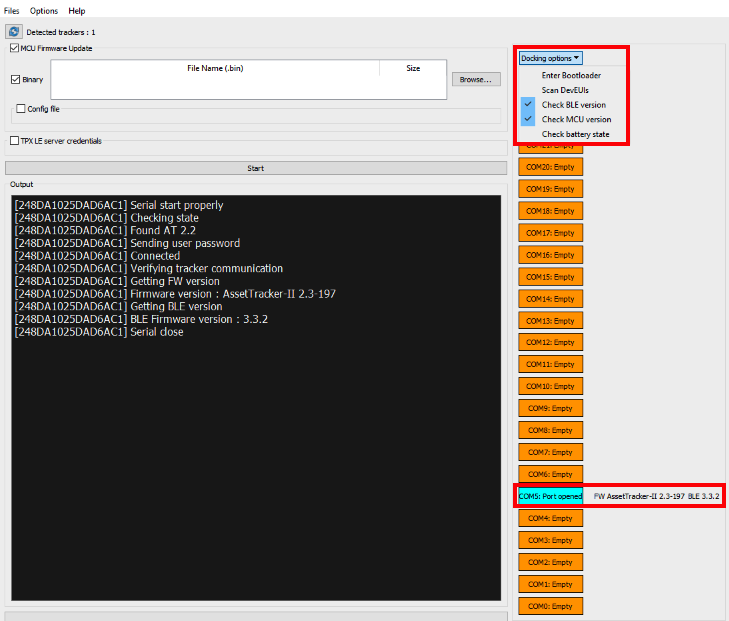 Files Options Help
Detected trackers : 1
MCU Firmware Update
File Name (.bin) Size
Binary
Browse...
Config file
TPX LE server credentials
Start
Output
[248DA1025DAD6AC1] Serial start properly
[248DA1025DAD6AC1] Checking state
[248DA1025DAD6AC1] Found AT 2.2
[248DA1025DAD6AC1] Sending user password
[248DA1025DAD6AC1] Connected
[248DA1025DAD6AC1] Verifying tracker communication
[248DA1025DAD6AC1] Getting FW version
[248DA1025DAD6AC1] Firmware version : AssetTracker-II 2.3-197
[248DA1025DAD6AC1] Getting BLE version
[248DA1025DAD6AC1] BLE Firmware version : 3.3.2
[248DA1025DAD6AC1] Serial close
Docking options
Enter Bootloader
Scan DevEUIs
Check BLE version
Check MCU version
Check battery state
COM21: Empty
COM20: Empty
COM19: Empty
COM18: Empty
COM17: Empty
COM16: Empty
COM15: Empty
COM14: Empty
COM13: Empty
COM12: Empty
COM11: Empty
COM10: Empty
COM9: Empty
COM8: Empty
COM7: Empty
COM6: Empty
COM5: Port opened FW AssetTracker-II 2.3-197 BLE 3.3.2
COM4: Empty
COM3: Empty
COM2: Empty
COM1: Empty
COM0: Empty